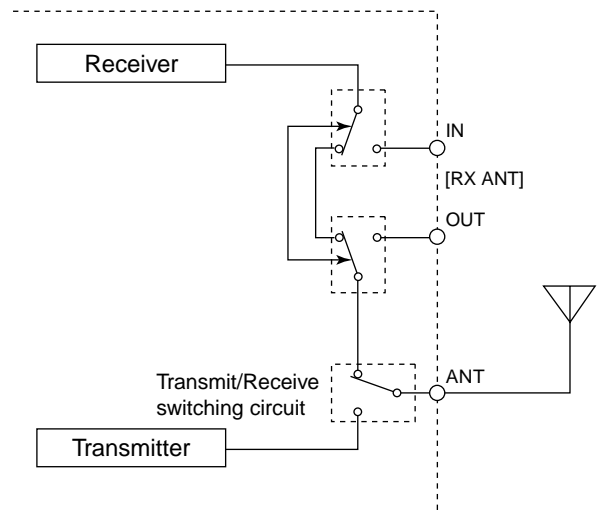 Receiver
IN
[RX ANT]
OUT
ANT
Transmit/Receive
switching circuit
Transmitter